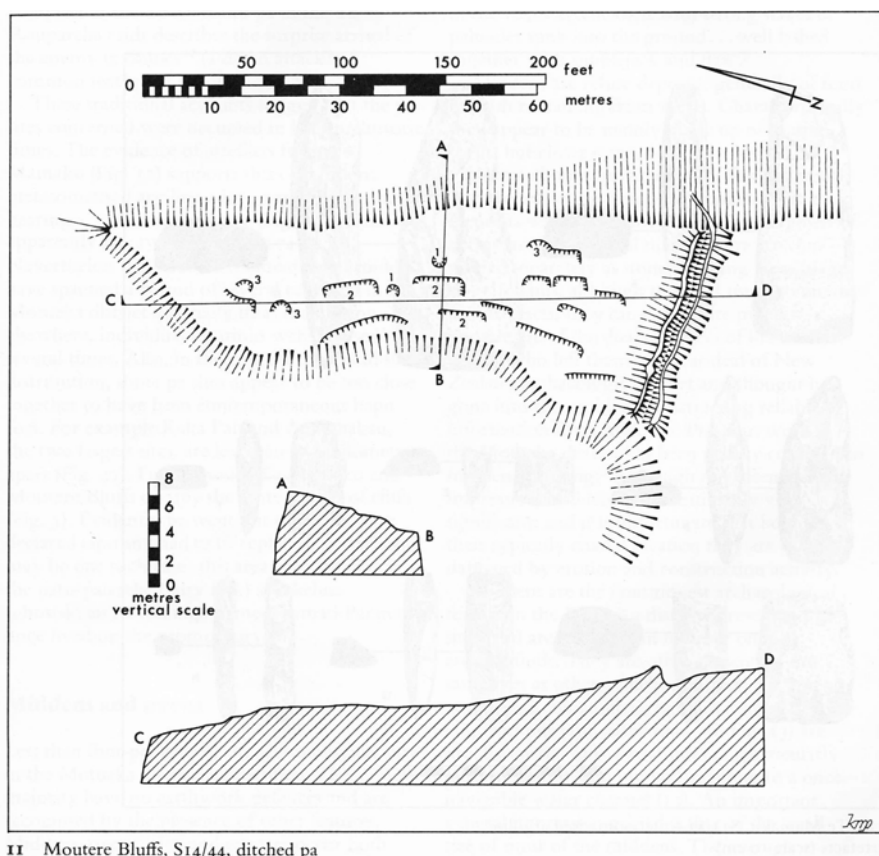 50 100 150 200 feet
0
10 20 30 40 50 60 metres
N
A
1
3
3 1
2 2
C D
3
2
B
8
6
4
2
0
metres
vertical scale
A
B
D
C
11 Moutere Bluffs, S14/44, ditched pa